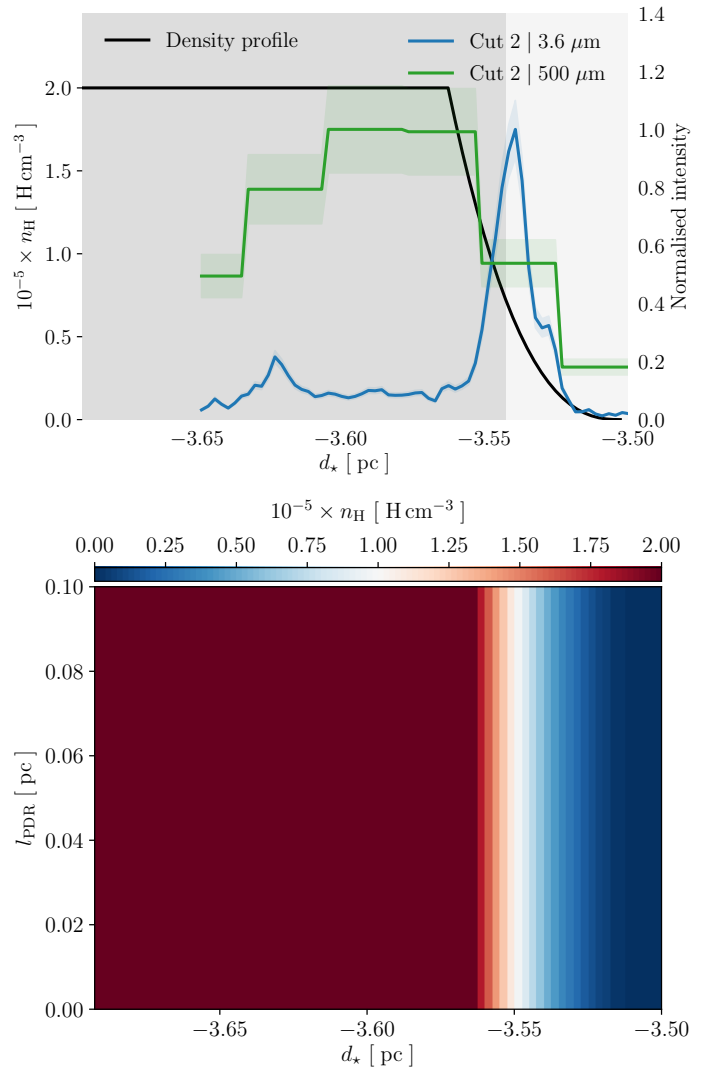 Density profile
Cut 2 | 3.6 μm
Cut 2 | 500 μm
2.0
1.5
1.0
0.5
0.0
10⁻⁵ × n_H [ H cm⁻³ ]
1.4
1.2
1.0
0.8
0.6
0.4
0.2
0.0
Normalised intensity
−3.65 −3.60 −3.55 −3.50
d⋆ [ pc ]
10⁻⁵ × n_H [ H cm⁻³ ]
0.00 0.25 0.50 0.75 1.00 1.25 1.50 1.75 2.00
0.10
0.08
0.06
0.04
0.02
0.00
l_PDR [ pc ]
−3.65 −3.60 −3.55 −3.50
d⋆ [ pc ]